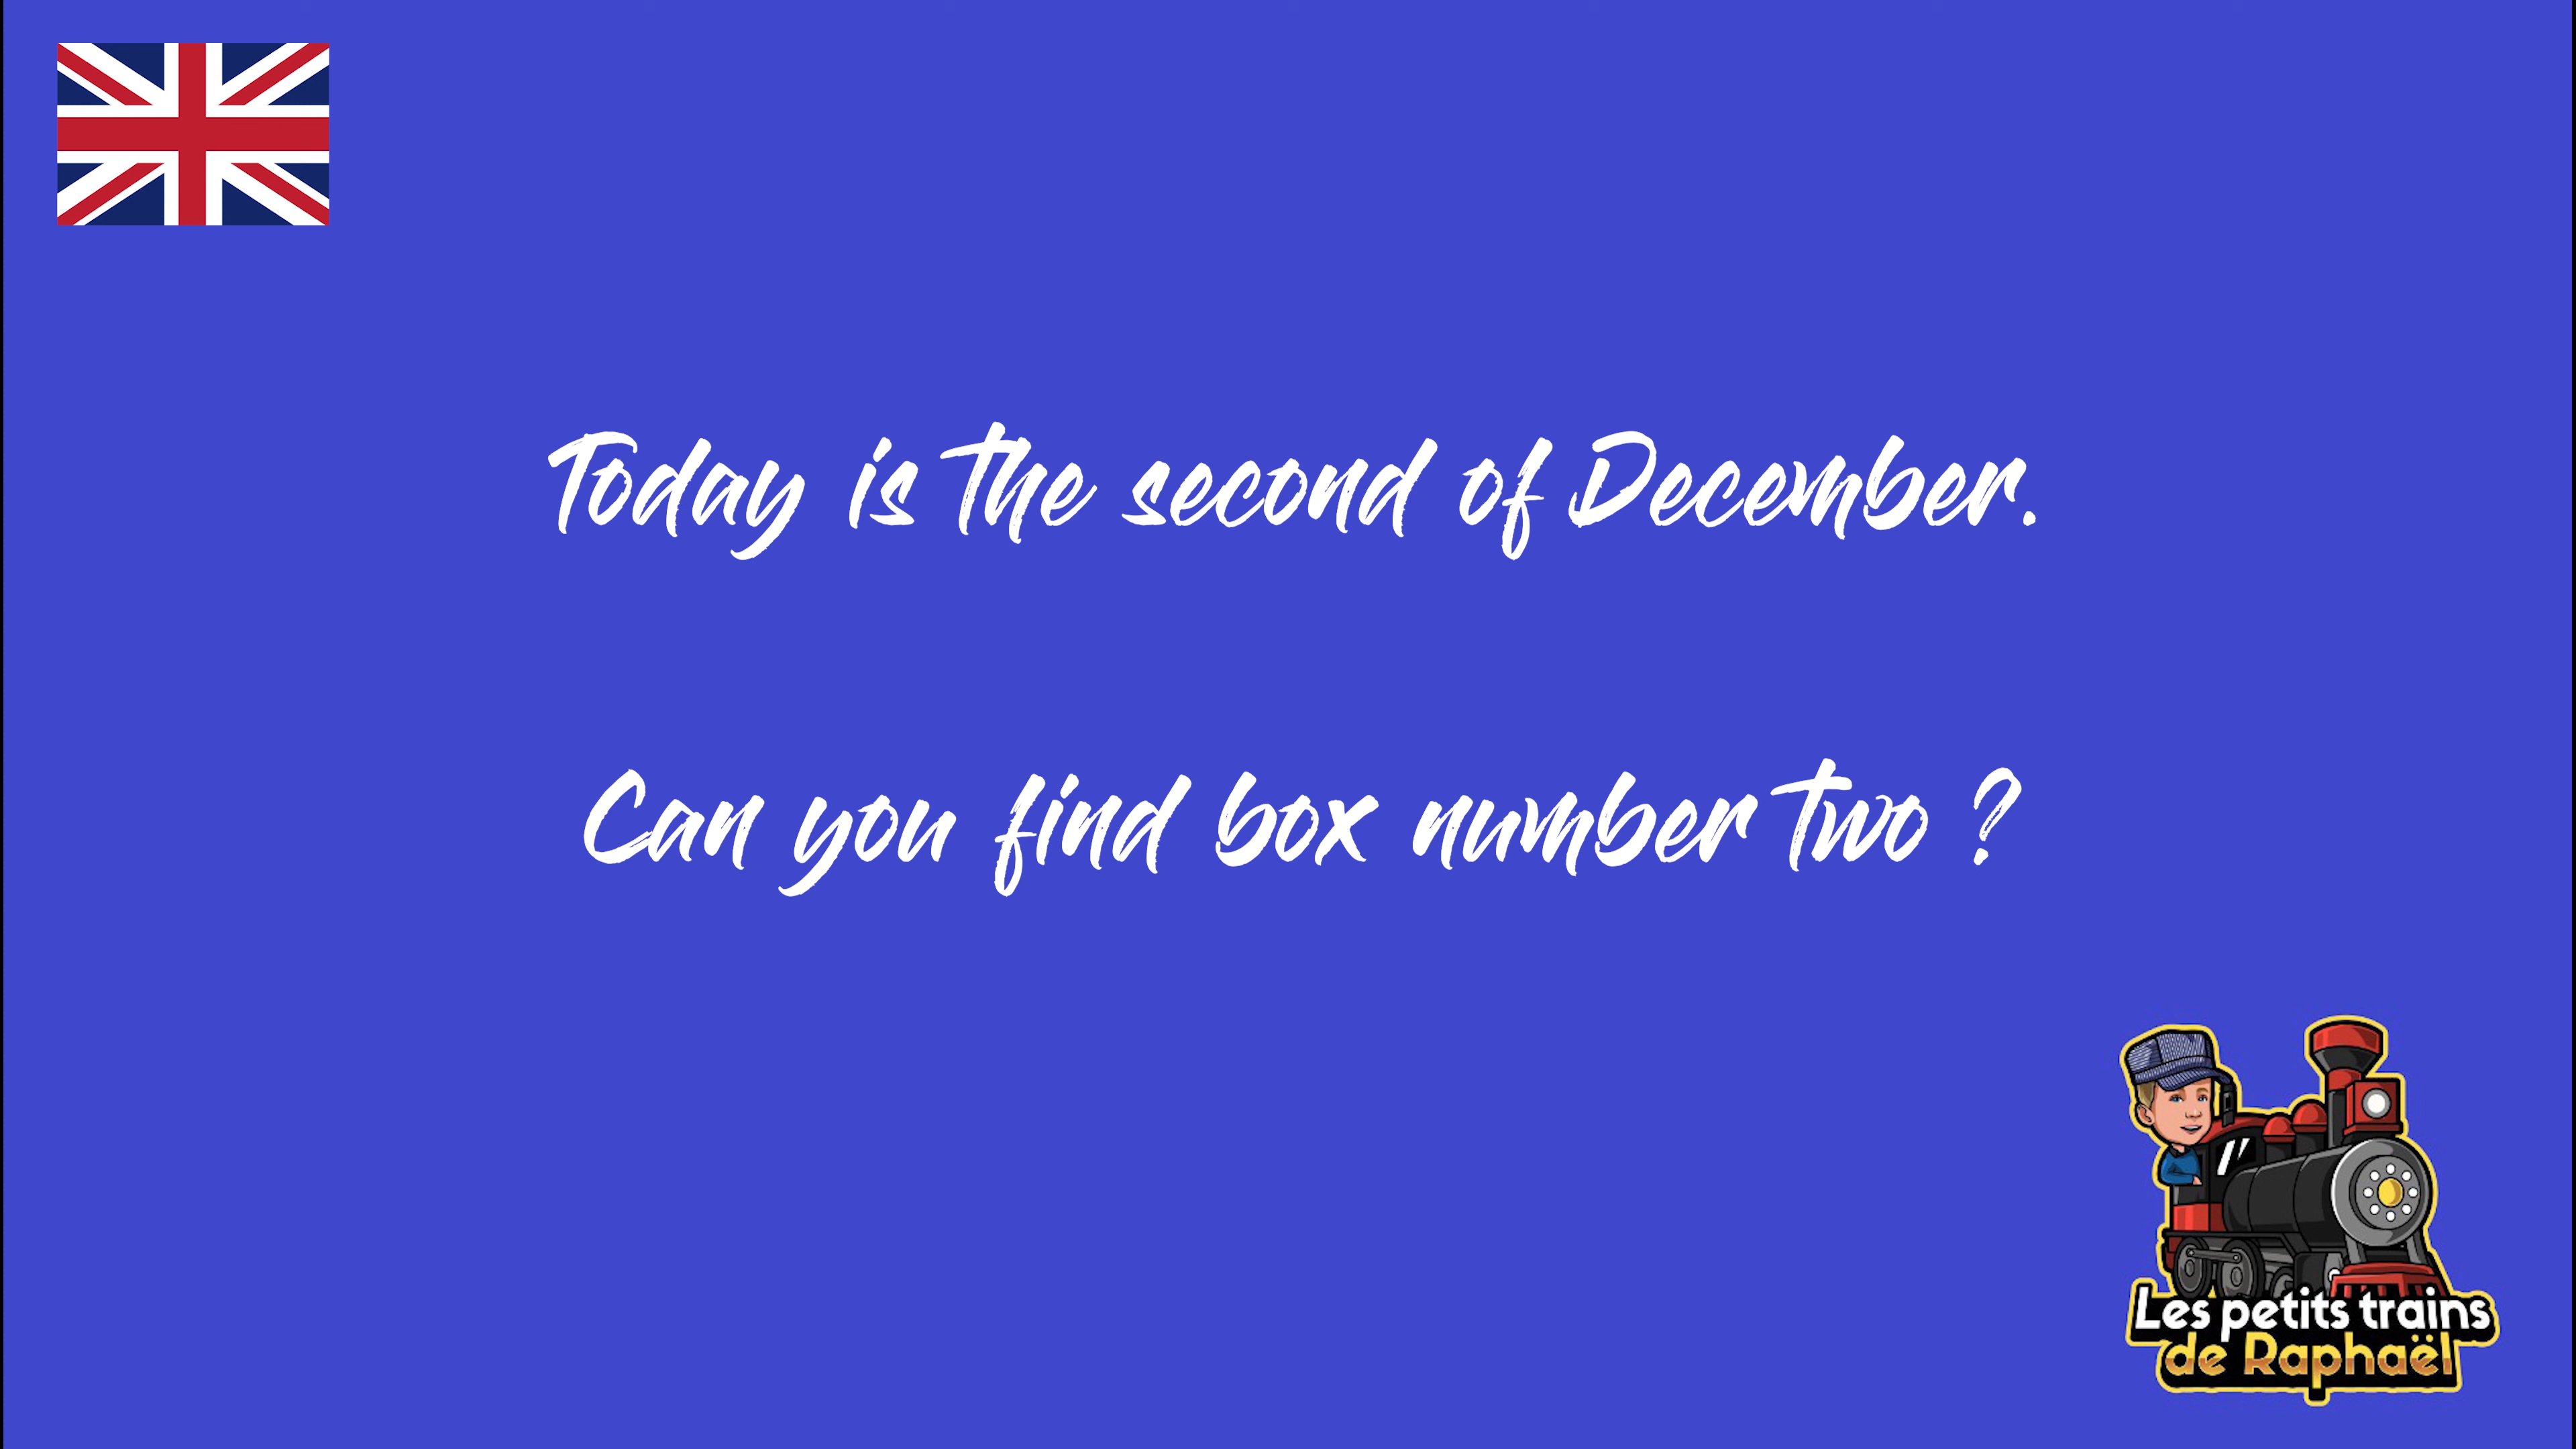 Today is the second of December.
Can you find box number two ?
Les petits trains
de Raphaël